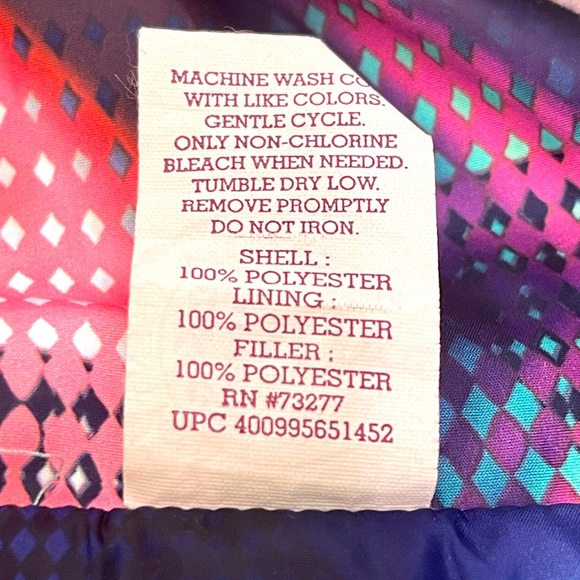 MACHINE WASH
WITH LIKE COLORS.
GENTLE CYCLE.
ONLY NON-CHLORINE
BLEACH WHEN NEEDED.
TUMBLE DRY LOW.
REMOVE PROMPTLY
DO NOT IRON.
SHELL :
100% POLYESTER
LINING :
100% POLYESTER
FILLER :
100% POLYESTER
RN #73277
UPC 400995651452